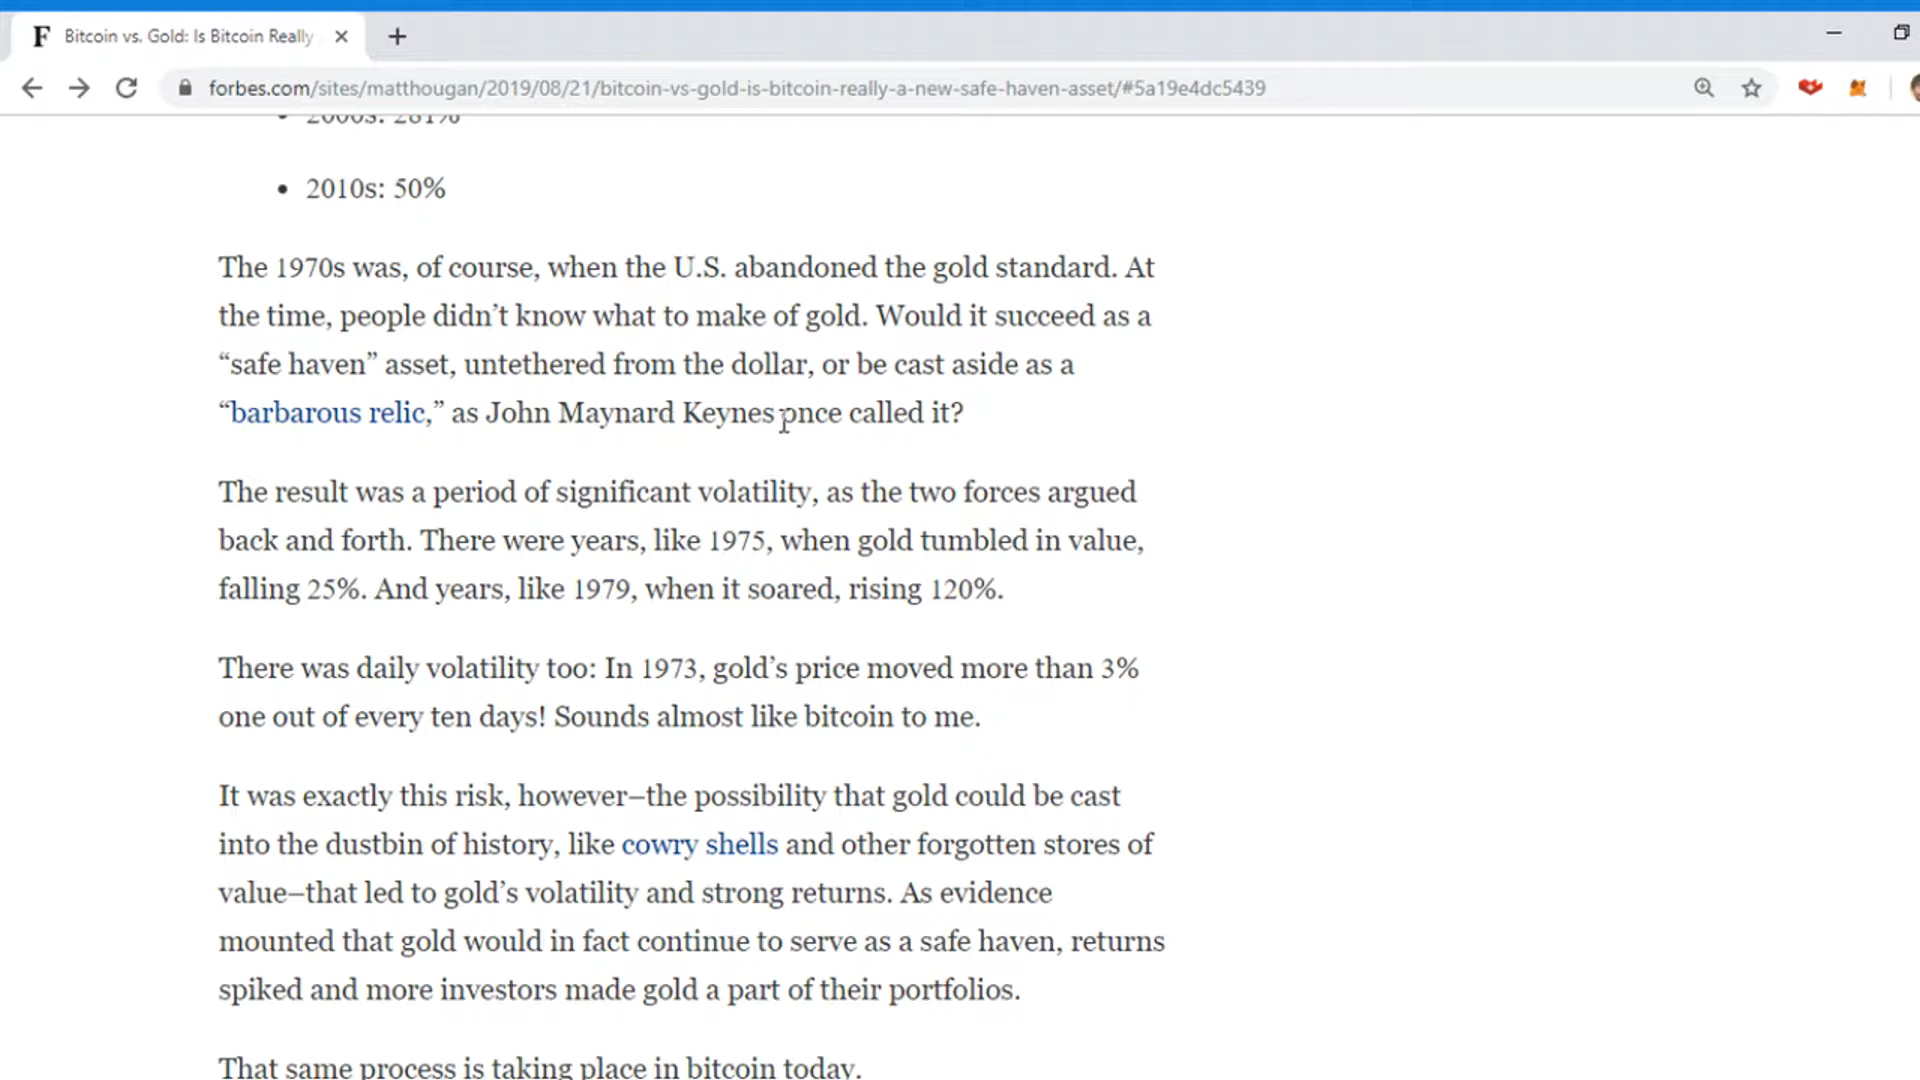 F Bitcoin vs. Gold: Is Bitcoin Really
forbes.com/sites/matthougan/2019/08/21/bitcoin-vs-gold-is-bitcoin-really-a-new-safe-haven-asset/#5a19e4dc5439
• 2000s: 281%
• 2010s: 50%
The 1970s was, of course, when the U.S. abandoned the gold standard. At
the time, people didn’t know what to make of gold. Would it succeed as a
“safe haven” asset, untethered from the dollar, or be cast aside as a
“barbarous relic,” as John Maynard Keynes once called it?
The result was a period of significant volatility, as the two forces argued
back and forth. There were years, like 1975, when gold tumbled in value,
falling 25%. And years, like 1979, when it soared, rising 120%.
There was daily volatility too: In 1973, gold’s price moved more than 3%
one out of every ten days! Sounds almost like bitcoin to me.
It was exactly this risk, however–the possibility that gold could be cast
into the dustbin of history, like cowry shells and other forgotten stores of
value–that led to gold’s volatility and strong returns. As evidence
mounted that gold would in fact continue to serve as a safe haven, returns
spiked and more investors made gold a part of their portfolios.
That same process is taking place in bitcoin today.